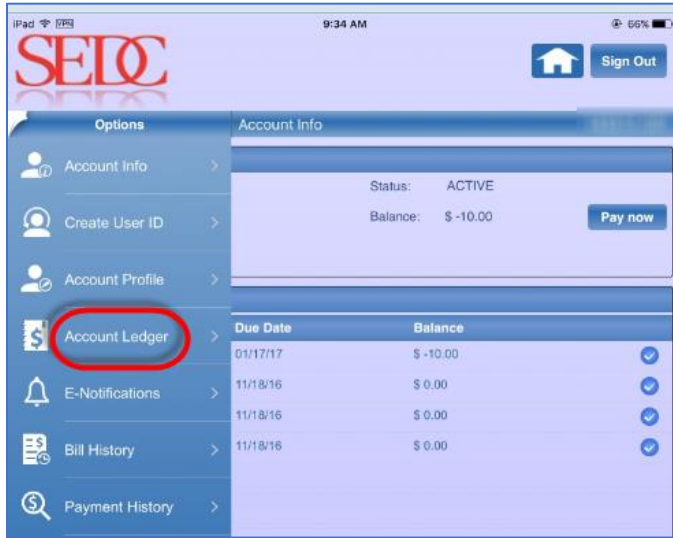 iPad VPN 9:34 AM 66%
SEDC
Sign Out
Options
Account Info
Account Info
Status: ACTIVE
Create User ID
Balance: $ -10.00
Pay now
Account Profile
Account Ledger
Due Date Balance
01/17/17 $ -10.00
E-Notifications
11/18/16 $ 0.00
11/18/16 $ 0.00
Bill History
11/18/16 $ 0.00
Payment History